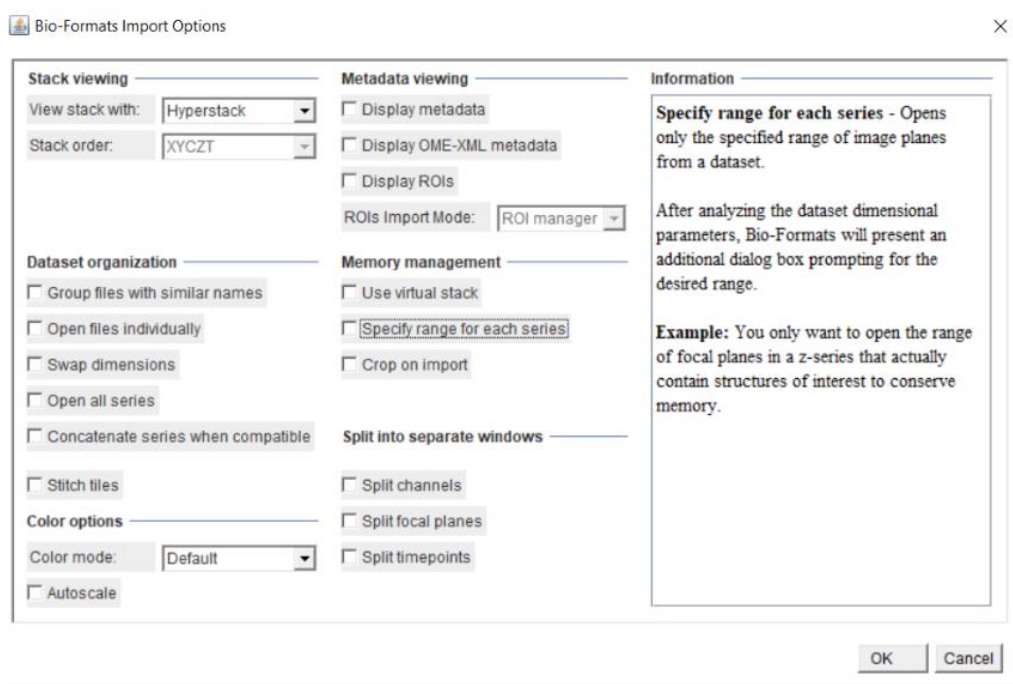 Bio-Formats Import Options
Stack viewing
View stack with: Hyperstack
Stack order: XYCZT
Dataset organization
Group files with similar names
Open files individually
Swap dimensions
Open all series
Concatenate series when compatible
Stitch tiles
Color options
Color mode: Default
Autoscale
Metadata viewing
Display metadata
Display OME-XML metadata
Display ROIs
ROIs Import Mode: ROI manager
Memory management
Use virtual stack
Specify range for each series
Crop on import
Split into separate windows
Split channels
Split focal planes
Split timepoints
Information
Specify range for each series - Opens
only the specified range of image planes
from a dataset.
After analyzing the dataset dimensional
parameters, Bio-Formats will present an
additional dialog box prompting for the
desired range.
Example: You only want to open the range
of focal planes in a z-series that actually
contain structures of interest to conserve
memory.
OK
Cancel